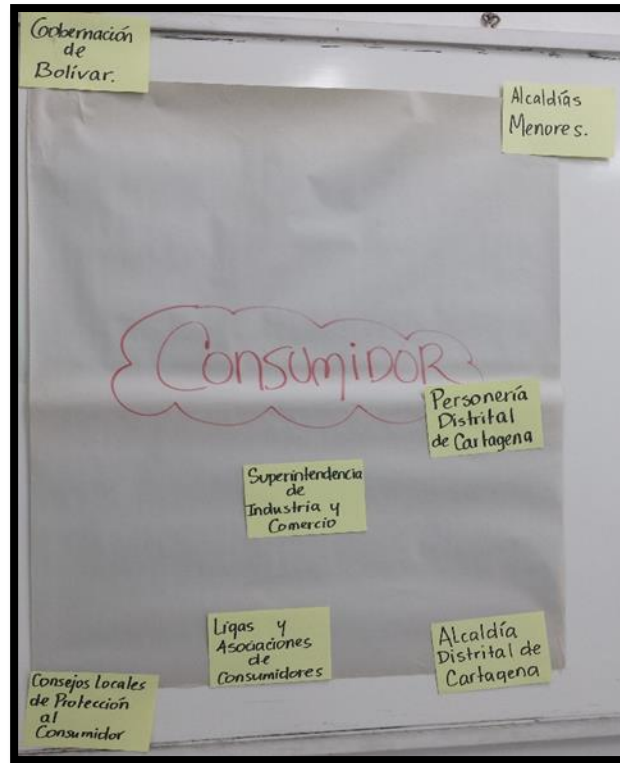 Gobernación
de
Bolívar.
Alcaldías
Menores.
CONSUMIDOR
Personería
Distrital
de Cartagena
Superintendencia
de
Industria y
Comercio
Ligas y
Asociaciones
de
Consumidores
Alcaldía
Distrital de
Cartagena
Consejos Locales
de Protección
al
Consumidor